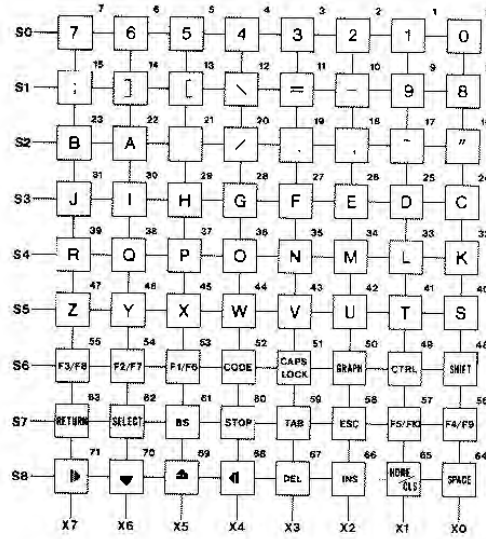 7 6 5 4 3 2 1
S0 7 6 5 4 3 2 1 0
15 14 13 12 11 10 9
S1 ; ] [ \ = - 9 8
23 22 21 20 19 18 17
S2 B A / . , ~ "
31 30 29 28 27 26 25 24
S3 J I H G F E D C
39 38 37 36 35 34 33 32
S4 R Q P O N M L K
47 46 45 44 43 42 41 40
S5 Z Y X W V U T S
55 54 53 52 51 50 49 48
S6 F3/F8 F2/F7 F1/F6 CODE CAPS LOCK GRAPH CTRL SHIFT
63 62 61 60 59 58 57 56
S7 RETURN SELECT BS STOP TAB ESC F5/F10 F4/F9
71 70 69 68 67 66 65 64
S8 DEL INS HOME/CLS SPACE
X7 X6 X5 X4 X3 X2 X1 X0